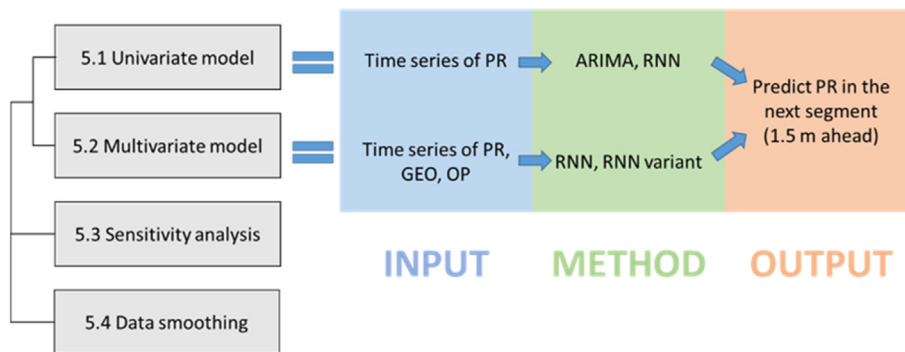 5.1 Univariate model
Time series of PR
ARIMA, RNN
Predict PR in the
next segment
(1.5 m ahead)
5.2 Multivariate model
Time series of PR,
GEO, OP
RNN, RNN variant
5.3 Sensitivity analysis
INPUT
METHOD
OUTPUT
5.4 Data smoothing